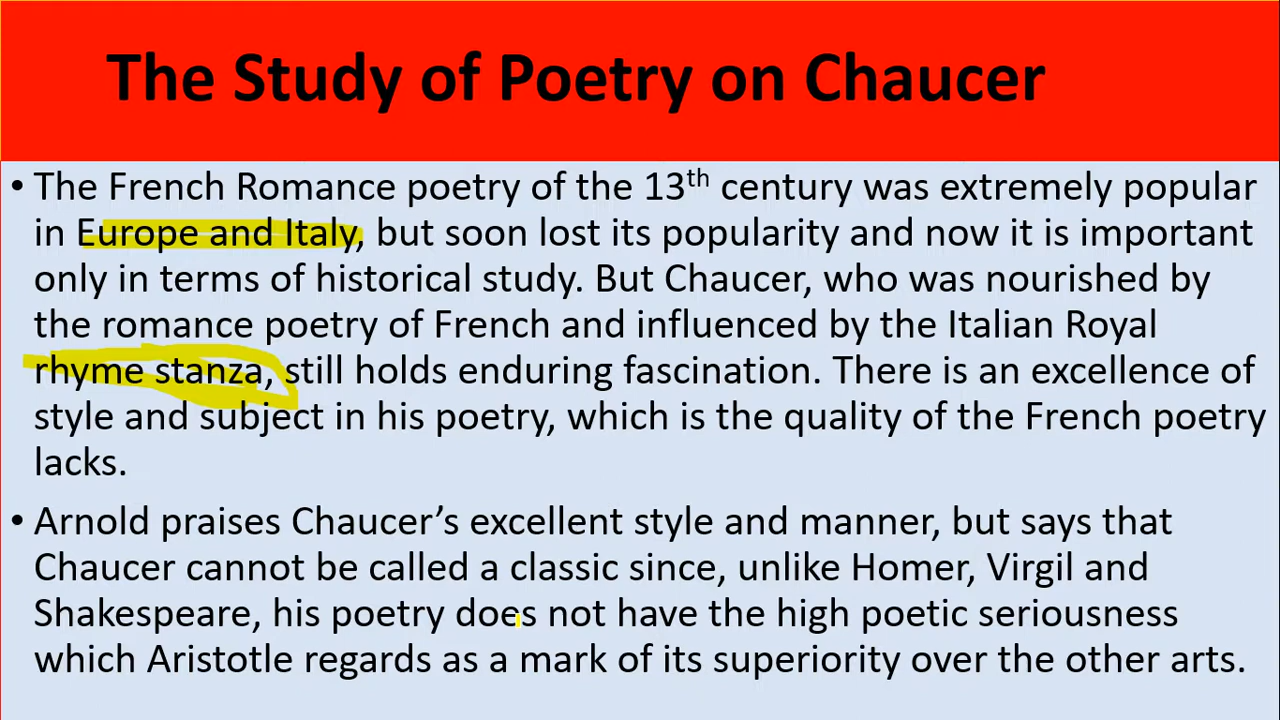 The Study of Poetry on Chaucer
• The French Romance poetry of the 13th century was extremely popular
in Europe and Italy, but soon lost its popularity and now it is important
only in terms of historical study. But Chaucer, who was nourished by
the romance poetry of French and influenced by the Italian Royal
rhyme stanza, still holds enduring fascination. There is an excellence of
style and subject in his poetry, which is the quality of the French poetry
lacks.
• Arnold praises Chaucer’s excellent style and manner, but says that
Chaucer cannot be called a classic since, unlike Homer, Virgil and
Shakespeare, his poetry does not have the high poetic seriousness
which Aristotle regards as a mark of its superiority over the other arts.